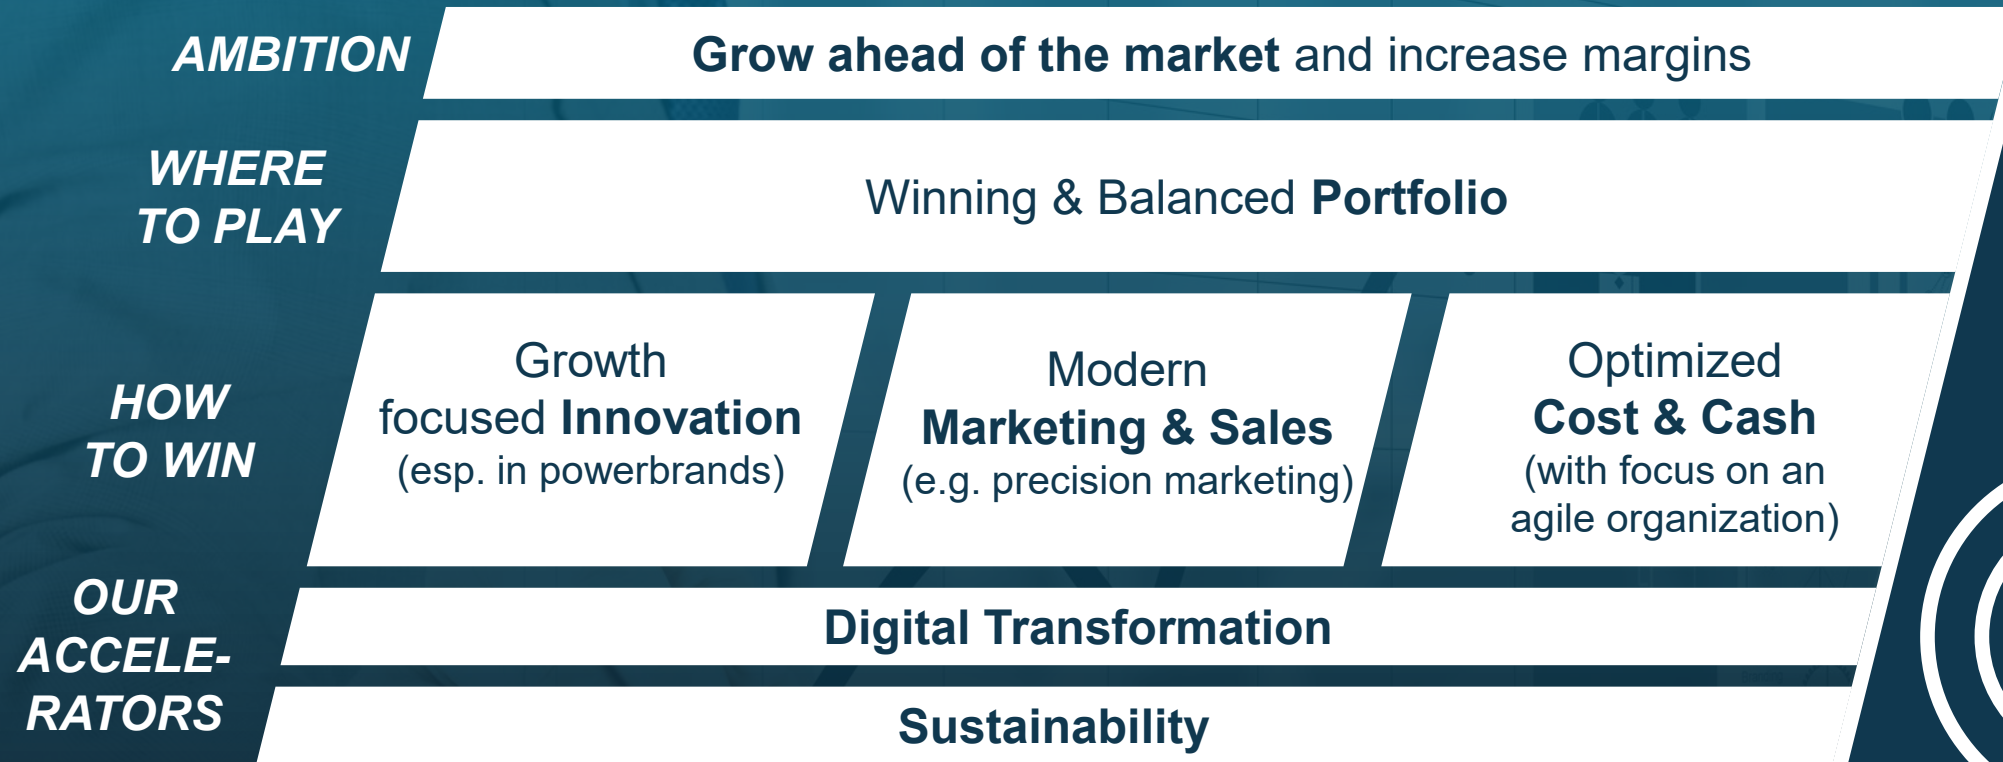 AMBITION
Grow ahead of the market and increase margins
WHERE
TO PLAY
Winning & Balanced Portfolio
HOW
TO WIN
Growth
focused Innovation
(esp. in powerbrands)
Modern
Marketing & Sales
(e.g. precision marketing)
Optimized
Cost & Cash
(with focus on an
agile organization)
OUR
ACCELE-
RATORS
Digital Transformation
Sustainability